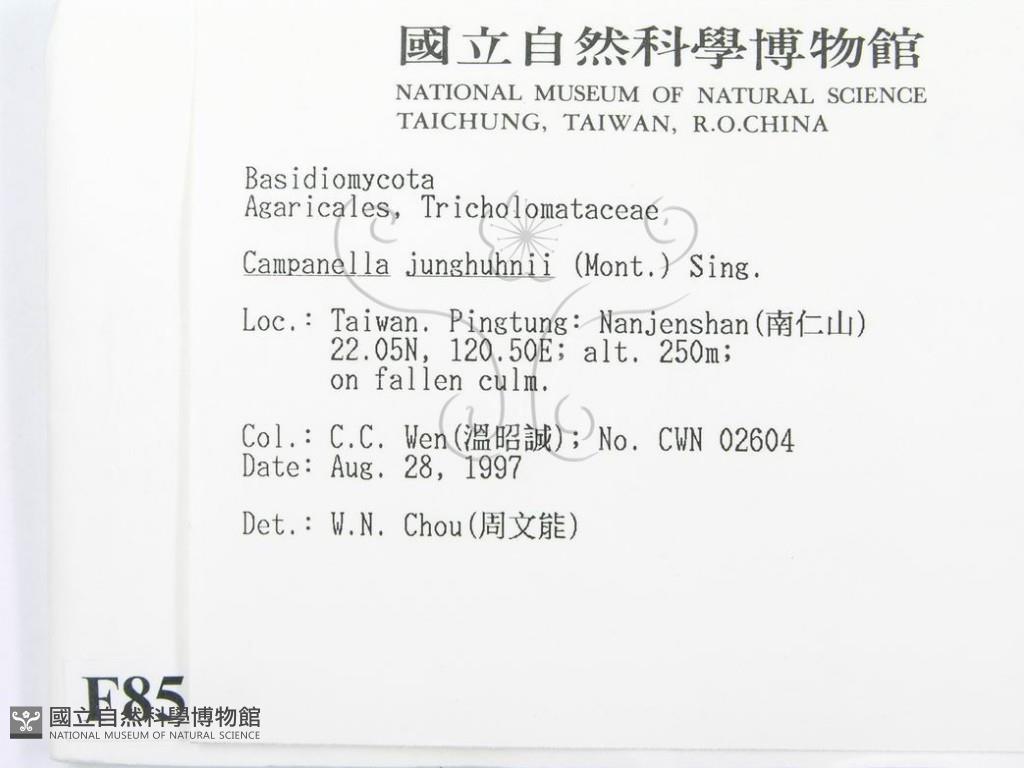 國立自然科學博物館
NATIONAL MUSEUM OF NATURAL SCIENCE
TAICHUNG, TAIWAN, R.O.CHINA
Basidiomycota
Agaricales, Tricholomataceae
Campanella junghuhnii (Mont.) Sing.
Loc.: Taiwan. Pingtung: Nanjenshan(南仁山)
22.05N, 120.50E; alt. 250m;
on fallen culm.
Col.: C.C. Wen(溫昭誠); No. CWN 02604
Date: Aug. 28, 1997
Det.: W.N. Chou(周文能)
F85
國立自然科學博物館
NATIONAL MUSEUM OF NATURAL SCIENCE